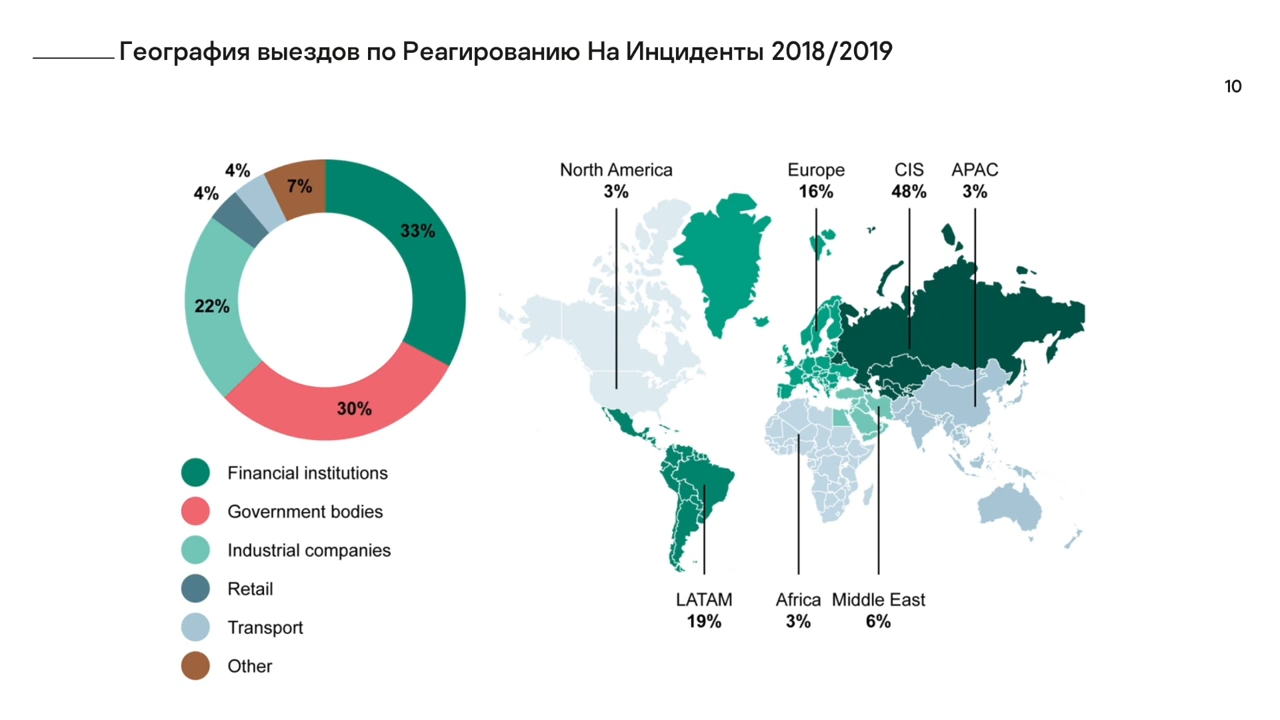 География выездов по Реагированию На Инциденты 2018/2019
10
4%
4%
7%
33%
22%
30%
Financial institutions
Government bodies
Industrial companies
Retail
Transport
Other
North America
3%
Europe
16%
CIS
48%
APAC
3%
LATAM
19%
Africa
3%
Middle East
6%